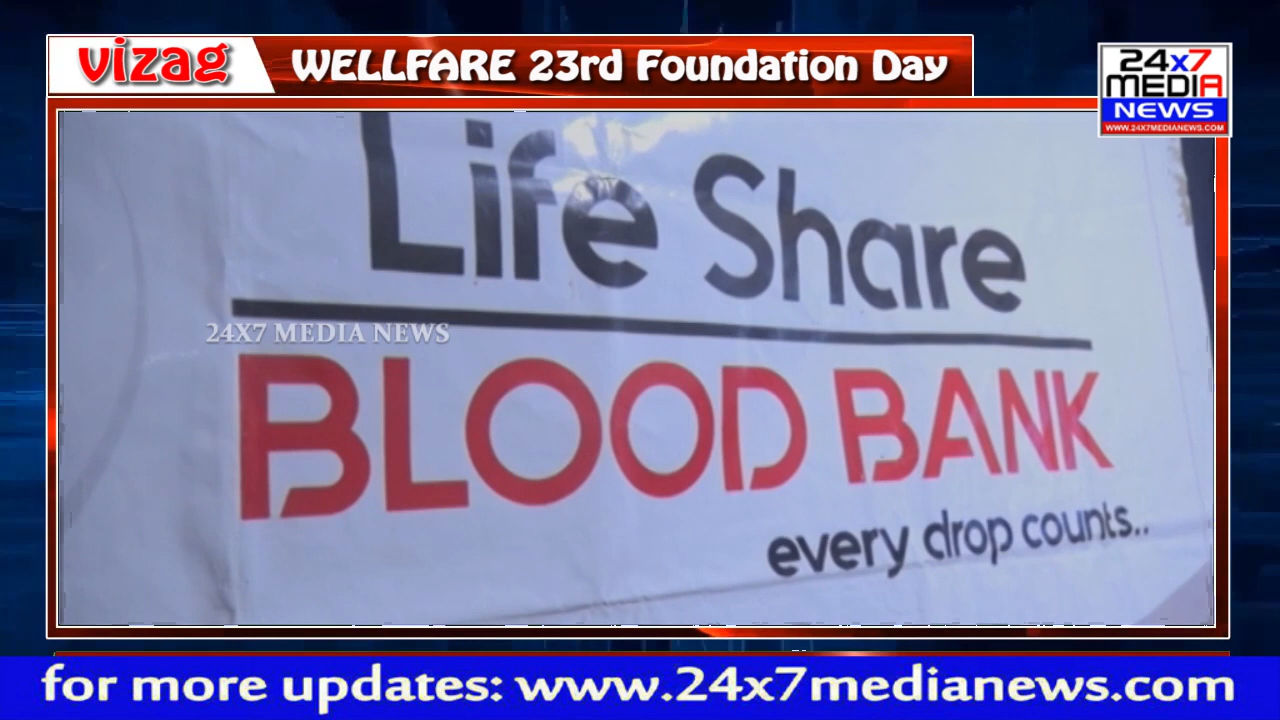 vizag WELLFARE 23rd Foundation Day
24x7
MEDIA
NEWS
WWW.24X7MEDIANEWS.COM
Life Share
24X7 MEDIA NEWS
BLOOD BANK
every drop counts..
for more updates: www.24x7medianews.com